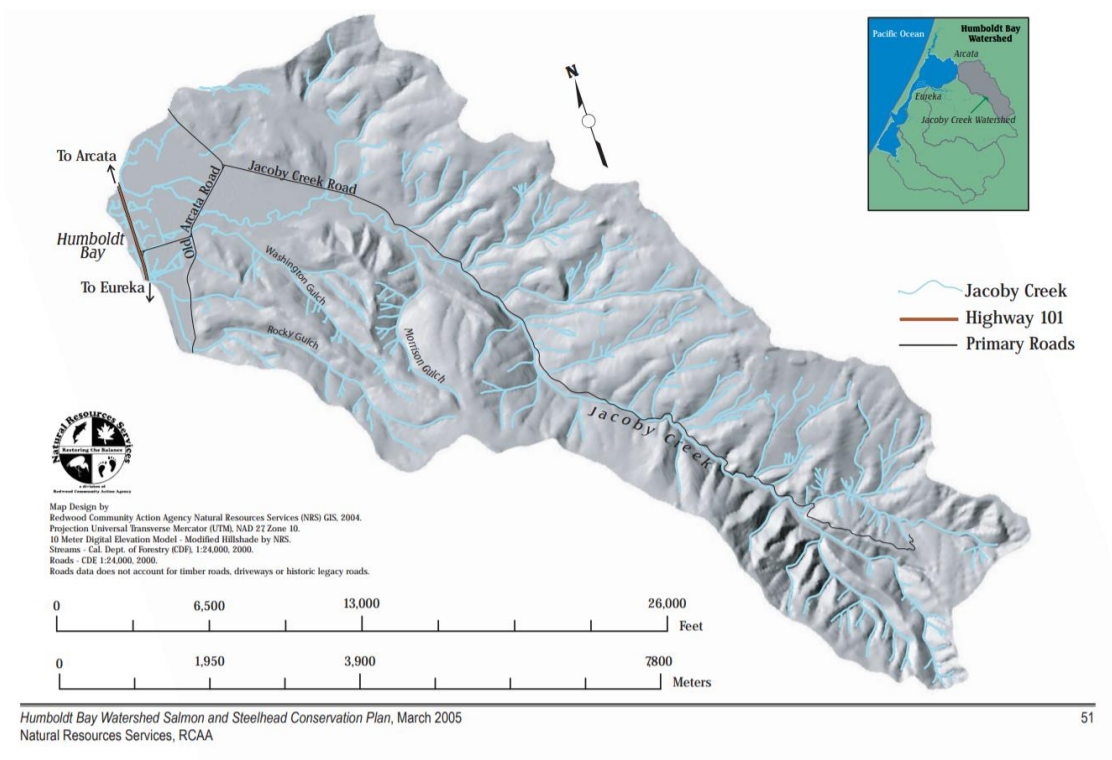 Pacific Ocean
Humboldt Bay
Watershed
Arcata
Eureka
Jacoby Creek Watershed
N
To Arcata
Jacoby Creek Road
Old Arcata Road
Humboldt
Bay
To Eureka
Washington Gulch
Rocky Gulch
Morrison Gulch
Jacoby Creek
Jacoby Creek
Highway 101
Primary Roads
Natural Resources Services
Restoring the Balance
a division of
Redwood Community Action Agency
Map Design by
Redwood Community Action Agency Natural Resources Services (NRS) GIS, 2004.
Projection Universal Transverse Mercator (UTM), NAD 27 Zone 10.
10 Meter Digital Elevation Model - Modified Hillshade by NRS.
Streams - Cal. Dept. of Forestry (CDF), 1:24,000, 2000.
Roads - CDF 1:24,000, 2000.
Roads data does not account for timber roads, driveways or historic legacy roads.
0 6,500 13,000 26,000
Feet
0 1,950 3,900 7800
Meters
Humboldt Bay Watershed Salmon and Steelhead Conservation Plan, March 2005 51
Natural Resources Services, RCAA